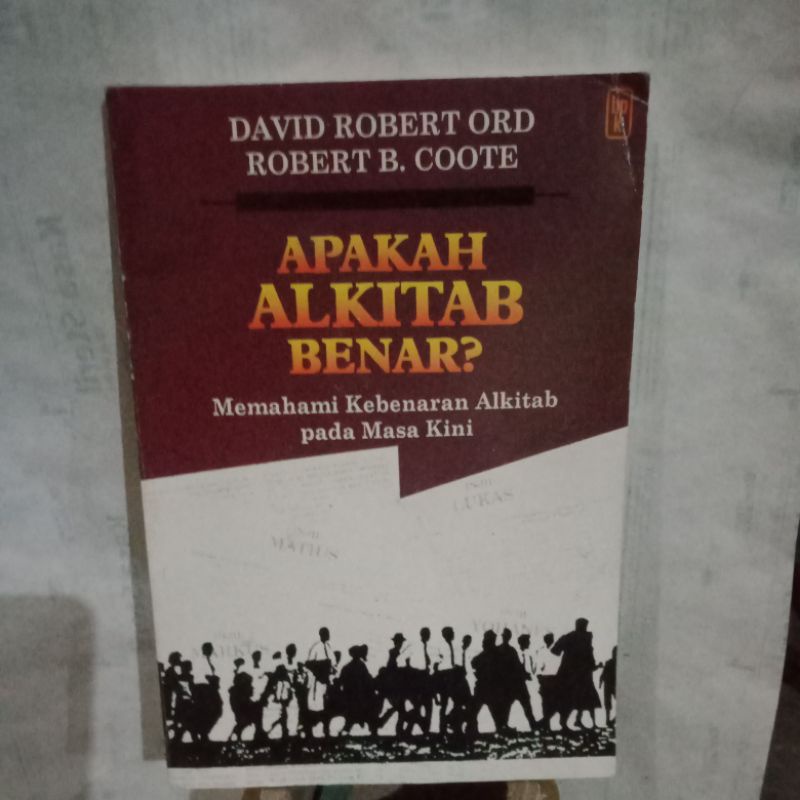 DAVID ROBERT ORD
ROBERT B. COOTE
APAKAH
ALKITAB
BENAR?
Memahami Kebenaran Alkitab
pada Masa Kini
LUKAS
MATIUS